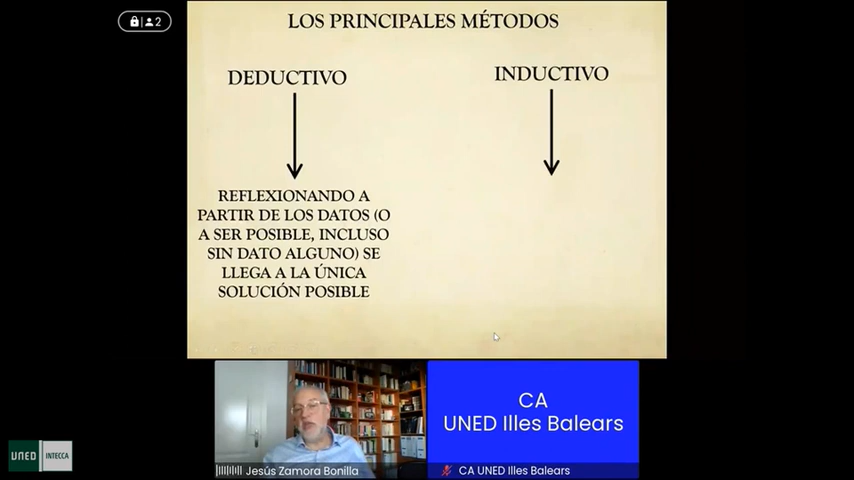 2
LOS PRINCIPALES MÉTODOS
DEDUCTIVO
INDUCTIVO
REFLEXIONANDO A
PARTIR DE LOS DATOS (O
A SER POSIBLE, INCLUSO
SIN DATO ALGUNO) SE
LLEGA A LA ÚNICA
SOLUCIÓN POSIBLE
CA
UNED Illes Balears
Jesús Zamora Bonilla
CA UNED Illes Balears
UNED INTECCA